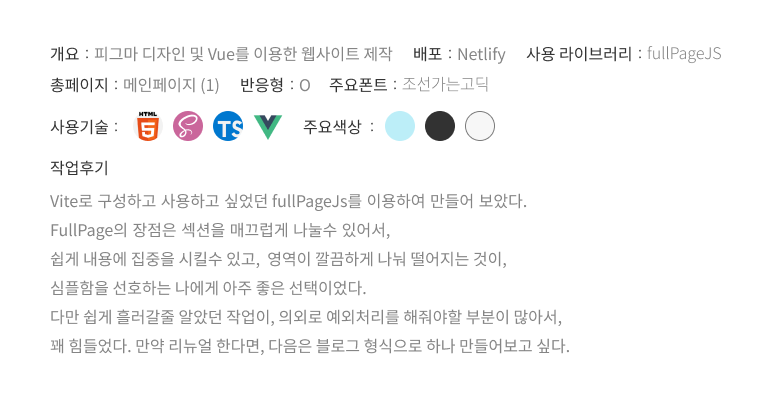 개요 : 피그마 디자인 및 Vue를 이용한 웹사이트 제작 배포 : Netlify 사용 라이브러리 : fullPageJS
총페이지 : 메인페이지 (1) 반응형 : O 주요폰트 : 조선가는고딕
사용기술 : HTML 5 TS 주요색상 :
작업후기
Vite로 구성하고 사용하고 싶었던 fullPageJs를 이용하여 만들어 보았다.
FullPage의 장점은 섹션을 매끄럽게 나눌수 있어서,
쉽게 내용에 집중을 시킬수 있고, 영역이 깔끔하게 나눠 떨어지는 것이,
심플함을 선호하는 나에게 아주 좋은 선택이었다.
다만 쉽게 흘러갈줄 알았던 작업이, 의외로 예외처리를 해줘야할 부분이 많아서,
꽤 힘들었다. 만약 리뉴얼 한다면, 다음은 블로그 형식으로 하나 만들어보고 싶다.